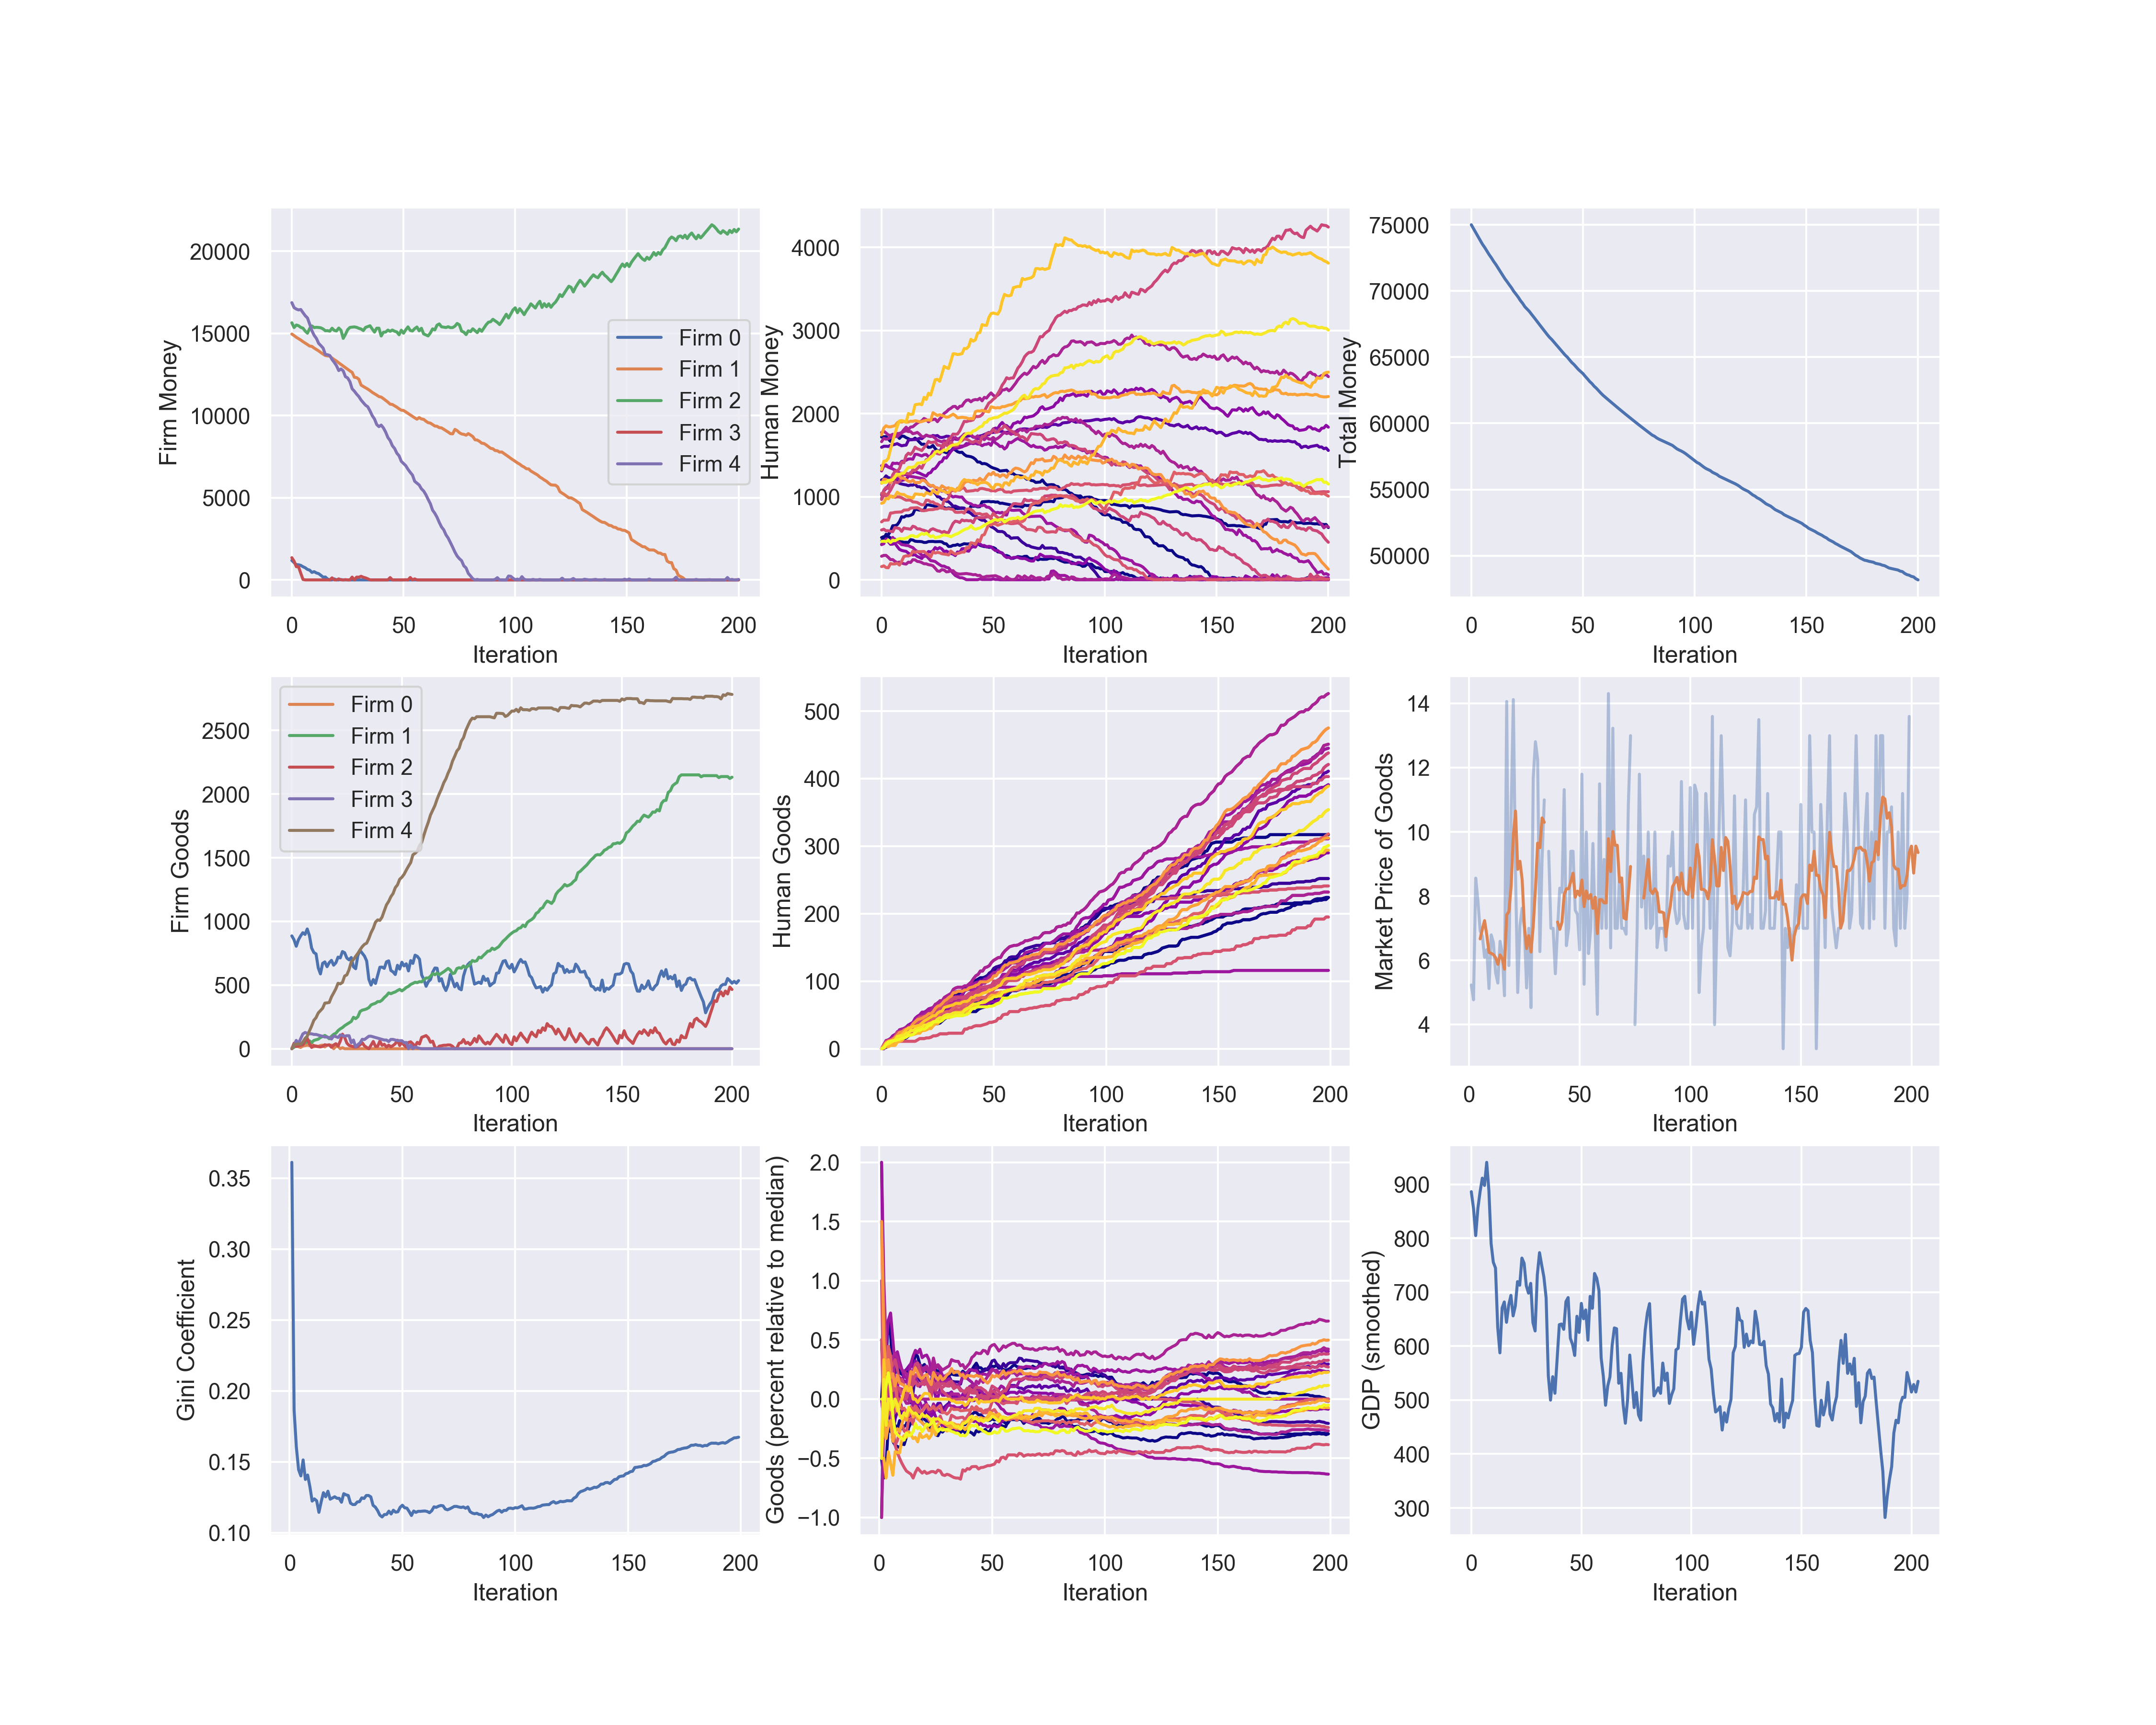 Firm Money
20000
15000
10000
5000
0
Firm 0
Firm 1
Firm 2
Firm 3
Firm 4
0 50 100 150 200
Iteration
Human Money
4000
3000
2000
1000
0
0 50 100 150 200
Iteration
Total Money
75000
70000
65000
60000
55000
50000
0 50 100 150 200
Iteration
Firm Goods
2500
2000
1500
1000
500
0
Firm 0
Firm 1
Firm 2
Firm 3
Firm 4
0 50 100 150 200
Iteration
Human Goods
500
400
300
200
100
0
0 50 100 150 200
Iteration
Market Price of Goods
14
12
10
8
6
4
0 50 100 150 200
Iteration
Gini Coefficient
0.35
0.30
0.25
0.20
0.15
0.10
0 50 100 150 200
Iteration
Goods (percent relative to median)
2.0
1.5
1.0
0.5
0.0
−0.5
−1.0
0 50 100 150 200
Iteration
GDP (smoothed)
900
800
700
600
500
400
300
0 50 100 150 200
Iteration